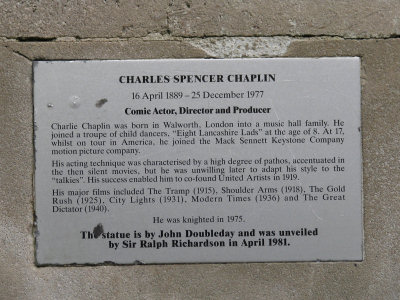 CHARLES SPENCER CHAPLIN
16 April 1889 – 25 December 1977
Comic Actor, Director and Producer
Charlie Chaplin was born in Walworth, London into a music hall family. He
joined a troupe of child dancers, "Eight Lancashire Lads" at the age of 8. At 17,
whilst on tour in America, he joined the Mack Sennett Keystone Company
motion picture company.
His acting technique was characterised by a high degree of pathos, accentuated in
the then silent movies, but he was unwilling later to adapt his style to the
"talkies". His success enabled him to co-found United Artists in 1919.
His major films included The Tramp (1915), Shoulder Arms (1918), The Gold
Rush (1925), City Lights (1931), Modern Times (1936) and The Great
Dictator (1940).
He was knighted in 1975.
The statue is by John Doubleday and was unveiled
by Sir Ralph Richardson in April 1981.